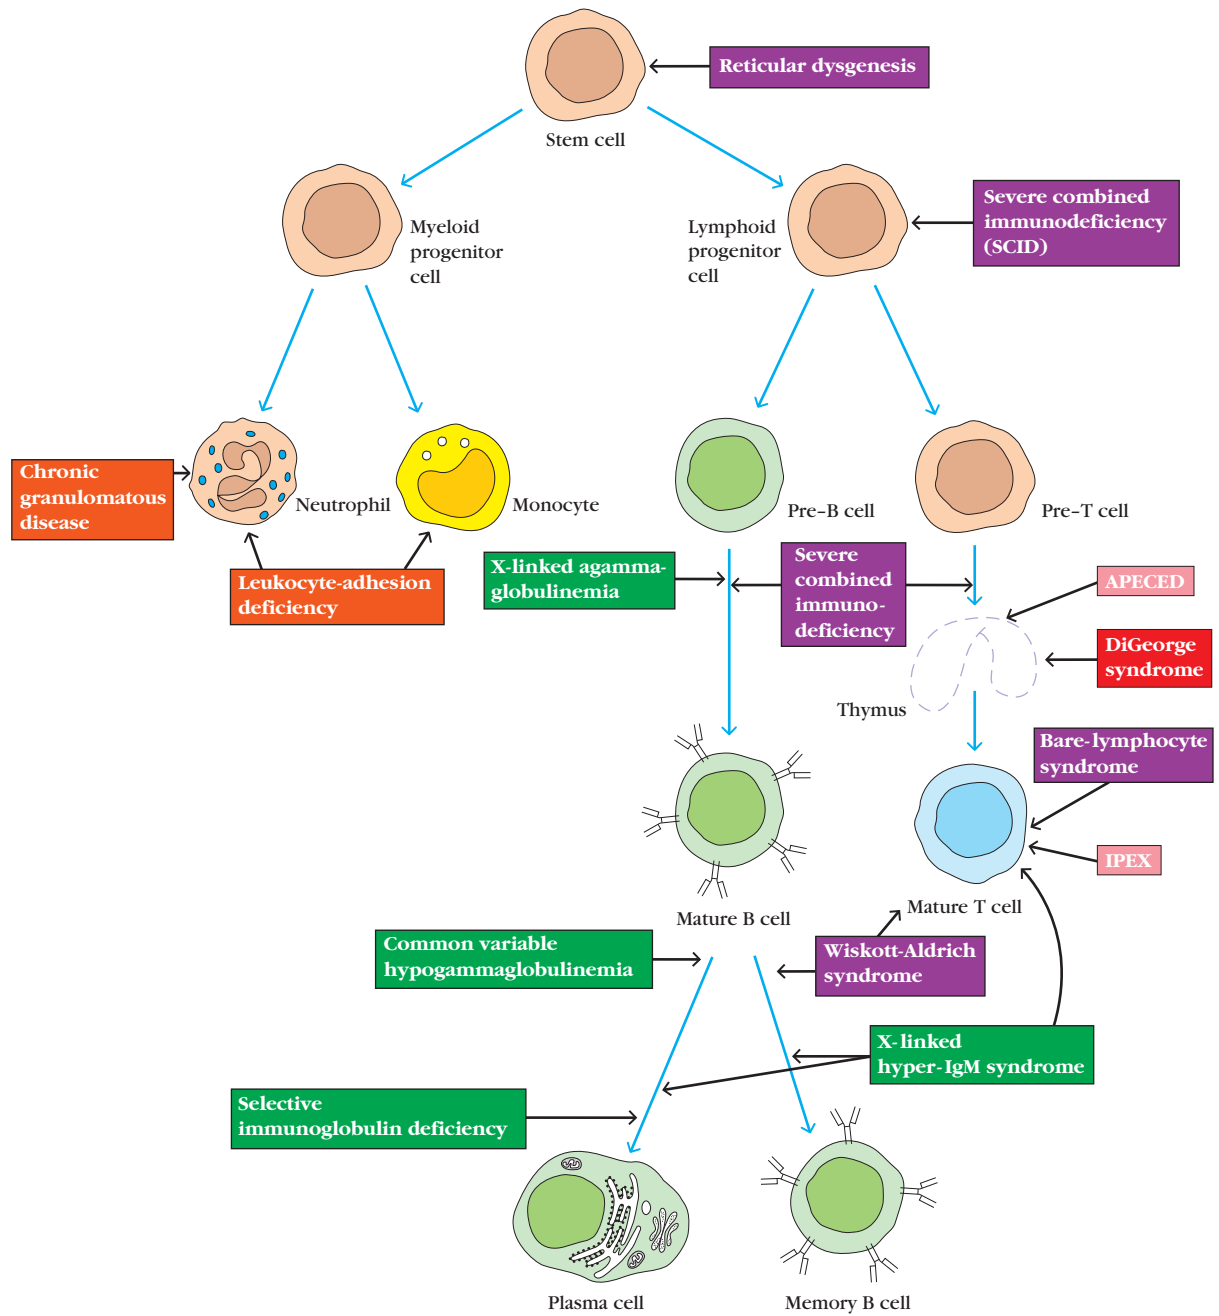 Reticular dysgenesis
Stem cell
Severe combined
immunodeficiency
(SCID)
Myeloid
progenitor
cell
Lymphoid
progenitor
cell
Chronic
granulomatous
disease
Neutrophil
Monocyte
Pre–B cell
Pre–T cell
Leukocyte-adhesion
deficiency
X-linked agamma-
globulinemia
Severe
combined
immuno-
deficiency
APECED
DiGeorge
syndrome
Thymus
Bare-lymphocyte
syndrome
IPEX
Mature B cell
Mature T cell
Common variable
hypogammaglobulinemia
Wiskott-Aldrich
syndrome
X-linked
hyper-IgM syndrome
Selective
immunoglobulin deficiency
Plasma cell
Memory B cell